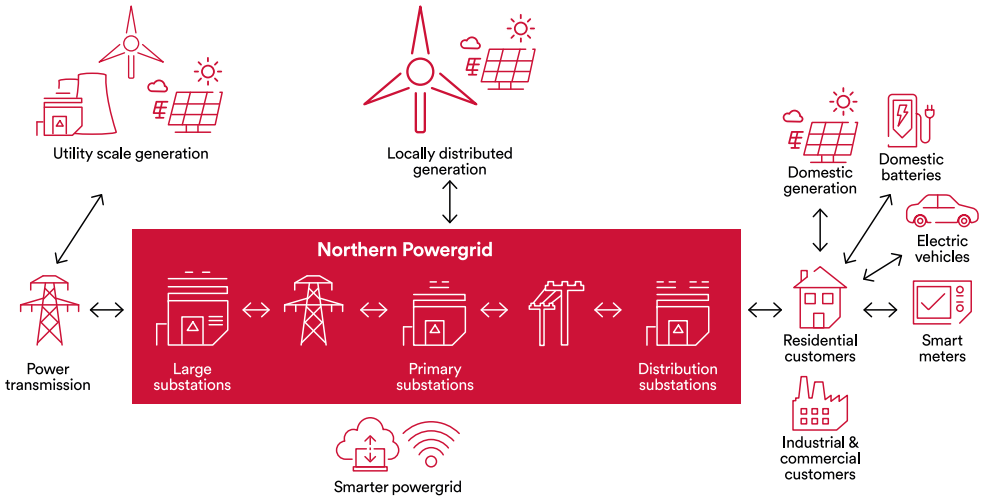 Utility scale generation
Locally distributed
generation
Domestic
generation
Domestic
batteries
Electric
vehicles
Northern Powergrid
Power
transmission
Large
substations
Primary
substations
Distribution
substations
Residential
customers
Smart
meters
Industrial &
commercial
customers
Smarter powergrid